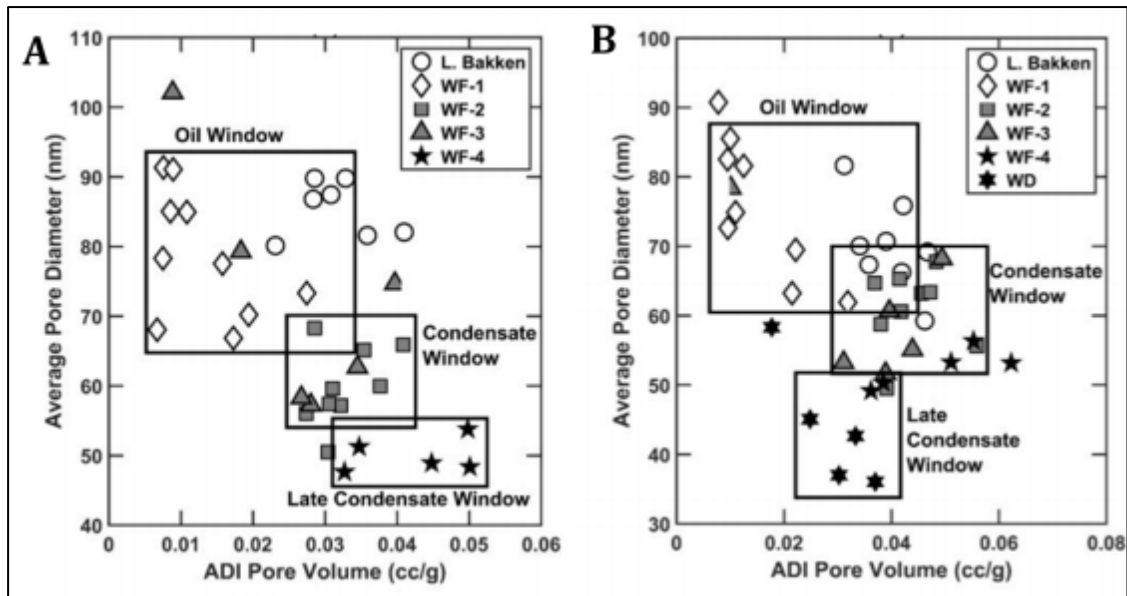 A
110
100
90
80
70
60
50
40
0
0.01
0.02
0.03
0.04
0.05
0.06
Average Pore Diameter (nm)
ADI Pore Volume (cc/g)
L. Bakken
WF-1
WF-2
WF-3
WF-4
Oil Window
Condensate
Window
Late Condensate Window
B
100
90
80
70
60
50
40
30
0
0.02
0.04
0.06
0.08
Average Pore Diameter (nm)
ADI Pore Volume (cc/g)
L. Bakken
WF-1
WF-2
WF-3
WF-4
WD
Oil Window
Condensate
Window
Late
Condensate
Window